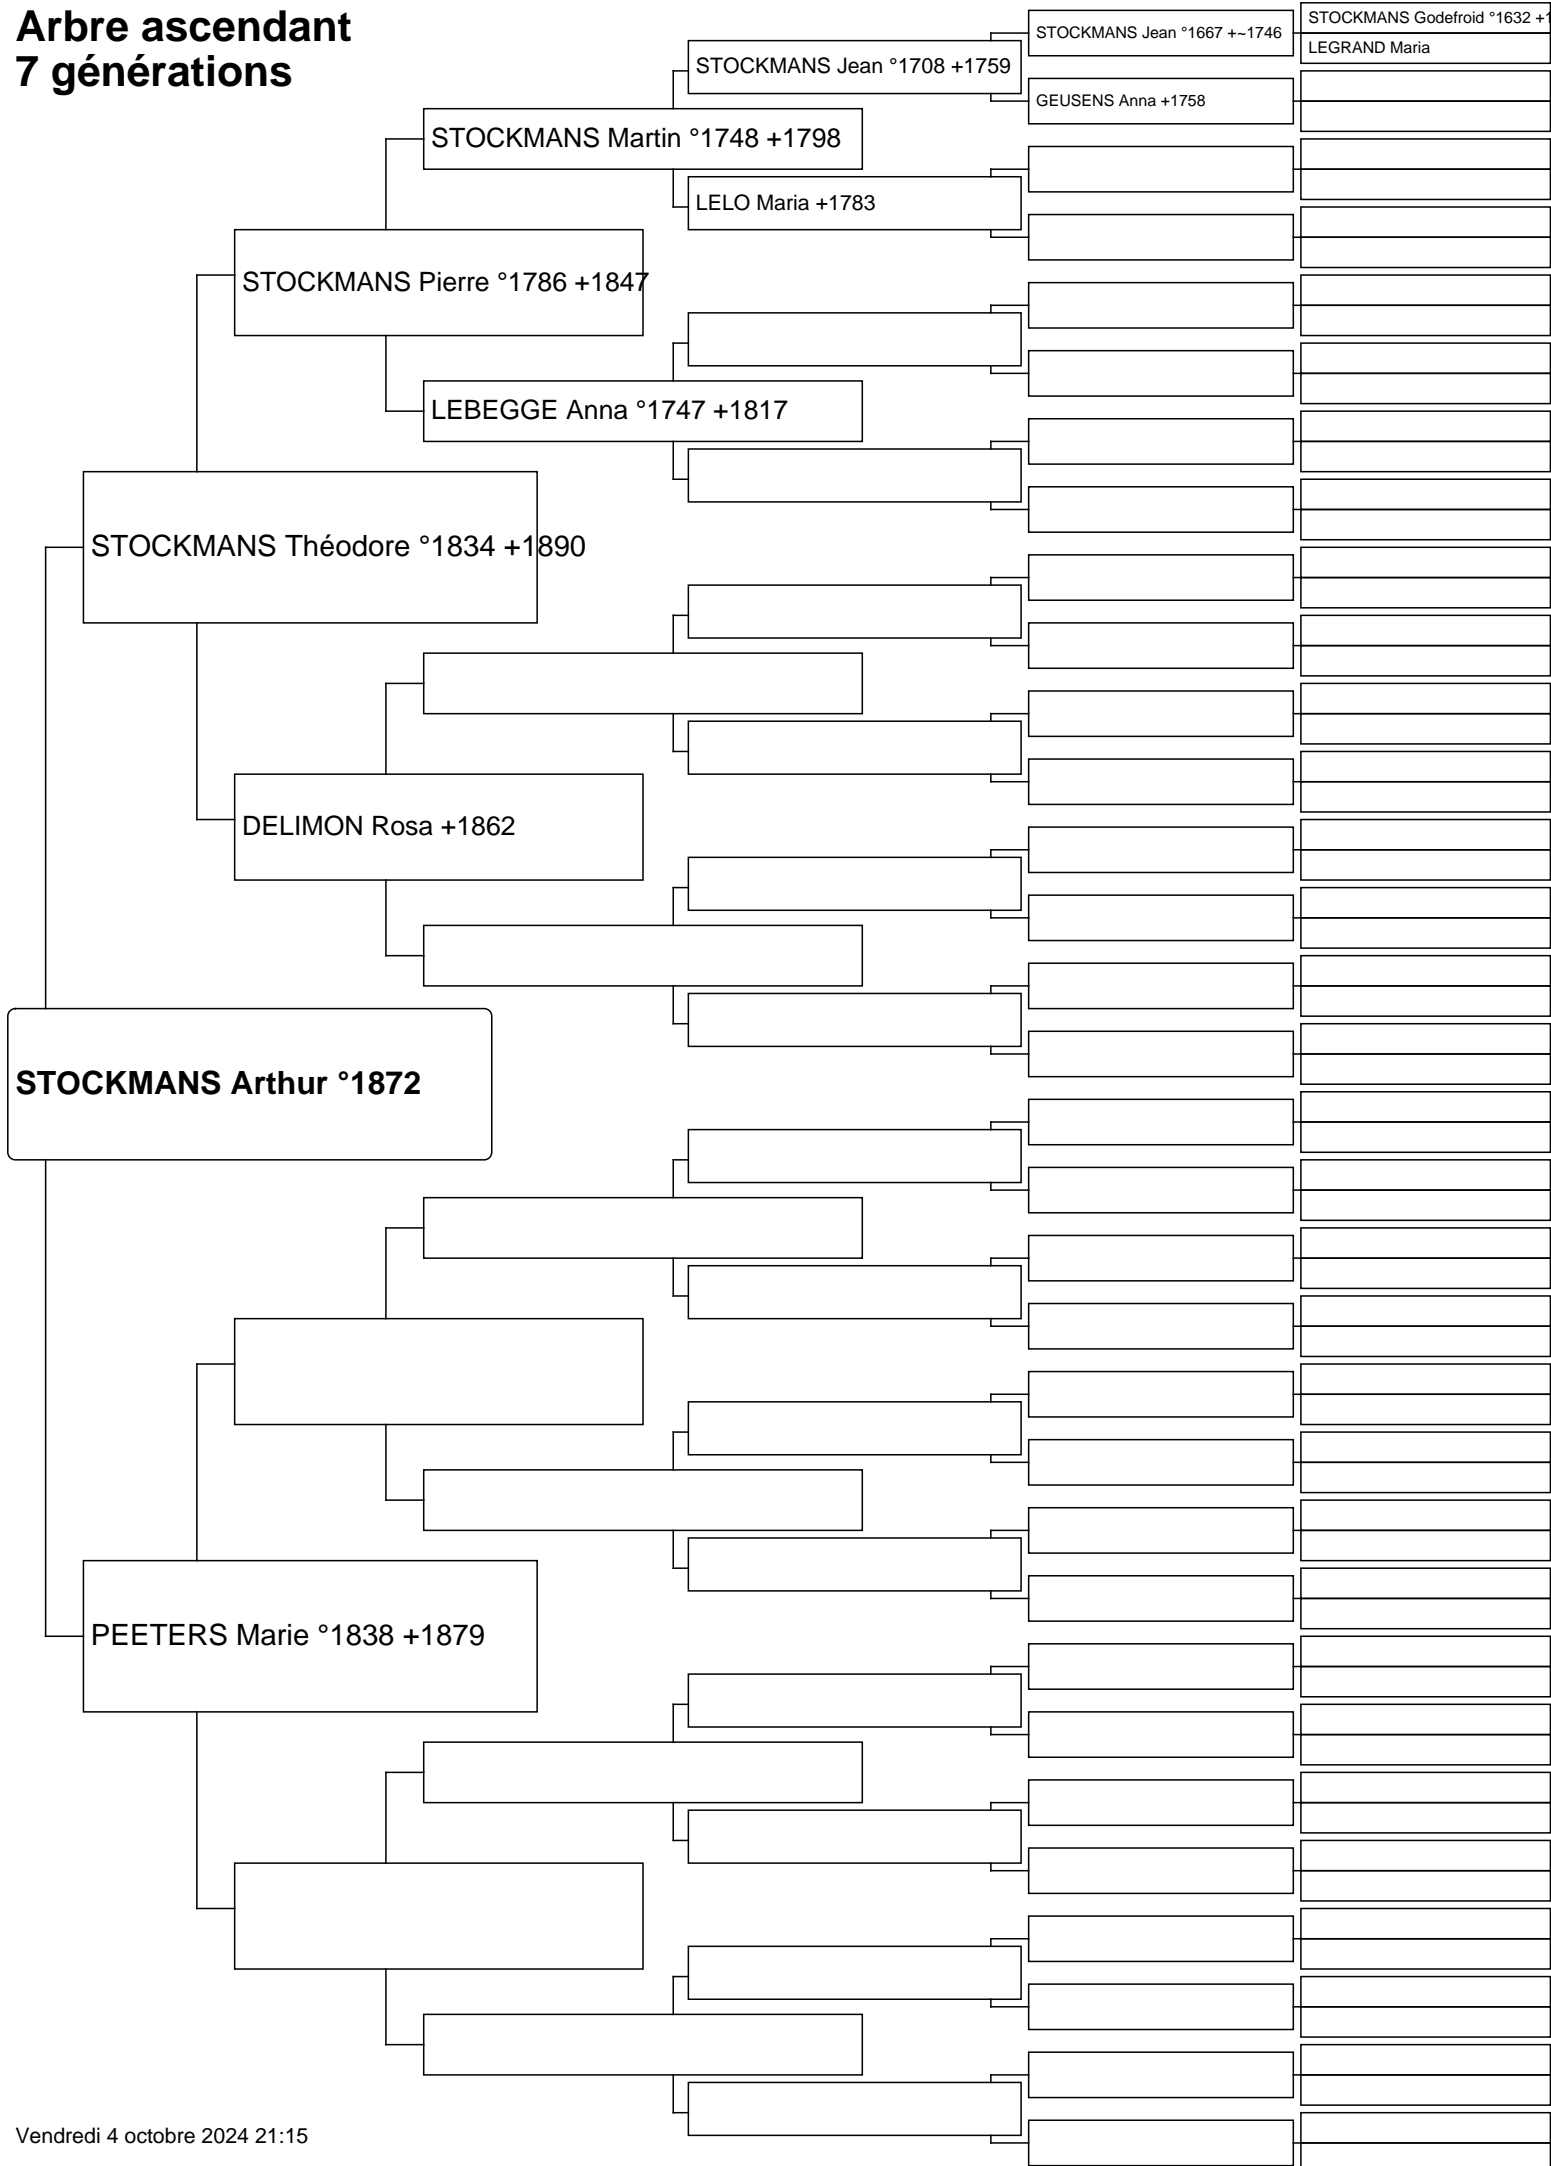 Arbre ascendant
7 générations
STOCKMANS Godefroid °1632
LEGRAND Maria
STOCKMANS Jean °1667 +~1746
STOCKMANS Jean °1708 +1759
GEUSENS Anna +1758
STOCKMANS Martin °1748 +1798
LELO Maria +1783
STOCKMANS Pierre °1786 +1847
LEBEGGE Anna °1747 +1817
STOCKMANS Théodore °1834 +1890
DELIMON Rosa +1862
STOCKMANS Arthur °1872
PEETERS Marie °1838 +1879
Vendredi 4 octobre 2024 21:15